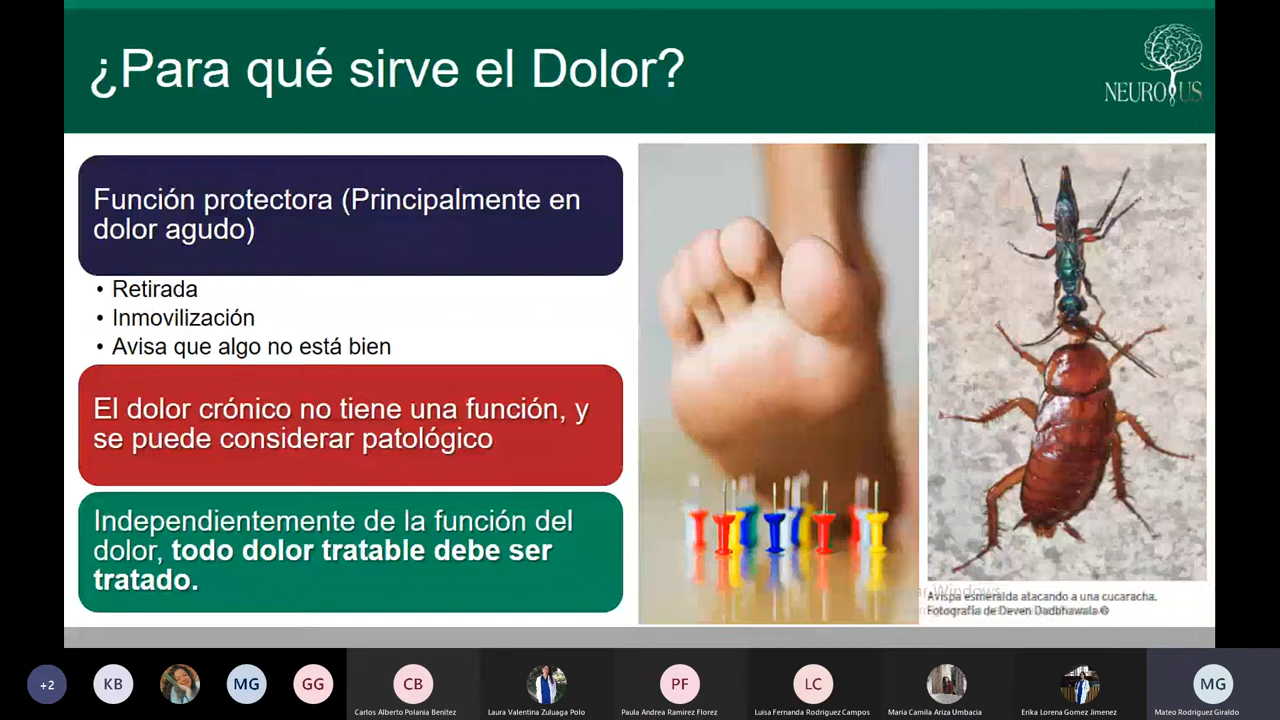 ¿Para qué sirve el Dolor?
NEURO US
Función protectora (Principalmente en
dolor agudo)
• Retirada
• Inmovilización
• Avisa que algo no está bien
El dolor crónico no tiene una función, y
se puede considerar patológico
Independientemente de la función del
dolor, todo dolor tratable debe ser
tratado.
Avispa esmeralda atacando a una cucaracha.
Fotografía de Deven Dadbhawala ©
+2
KB
MG
GG
CB
Carlos Alberto Polania Benitez
Laura Valentina Zuluaga Polo
PF
Paula Andrea Ramirez Florez
LC
Luisa Fernanda Rodriguez Campos
Maria Camila Ariza Umbacia
Erika Lorena Gomez Jimenez
MG
Mateo Rodriguez Giraldo